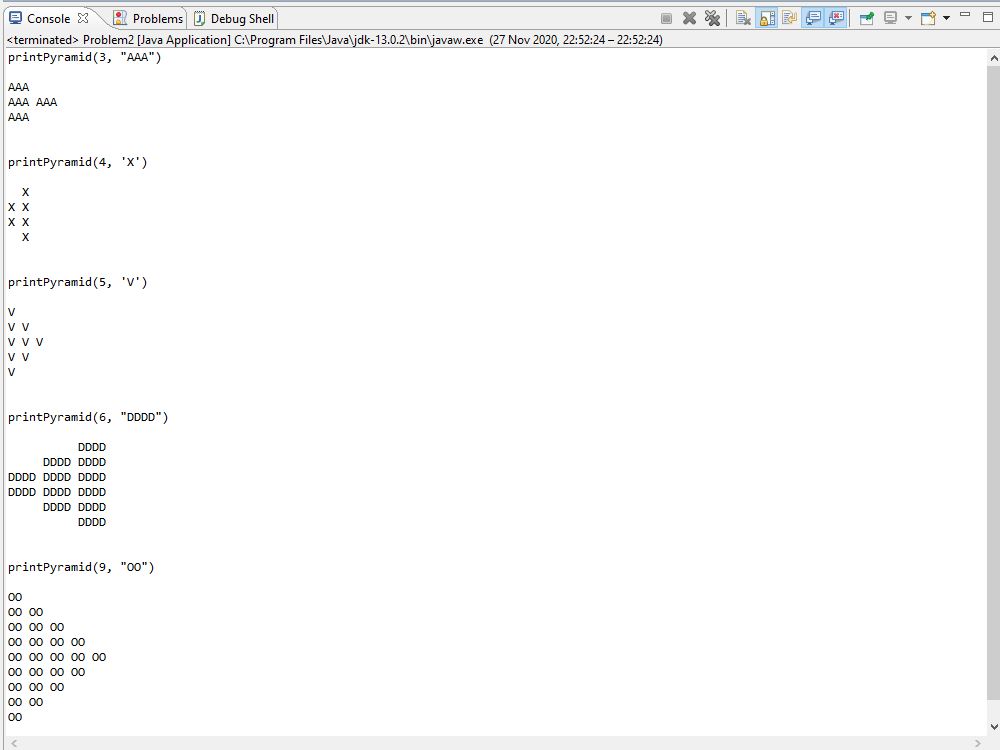 Console Problems Debug Shell
<terminated> Problem2 [Java Application] C:\Program Files\Java\jdk-13.0.2\bin\javaw.exe (27 Nov 2020, 22:52:24 – 22:52:24)
printPyramid(3, "AAA")
AAA
AAA AAA
AAA
printPyramid(4, 'X')
  X
X X
X X
  X
printPyramid(5, 'V')
V
V V
V V V
V V
V
printPyramid(6, "DDDD")
          DDDD
     DDDD DDDD
DDDD DDDD DDDD
DDDD DDDD DDDD
     DDDD DDDD
          DDDD
printPyramid(9, "OO")
OO
OO OO
OO OO OO
OO OO OO OO
OO OO OO OO OO
OO OO OO OO
OO OO OO
OO OO
OO